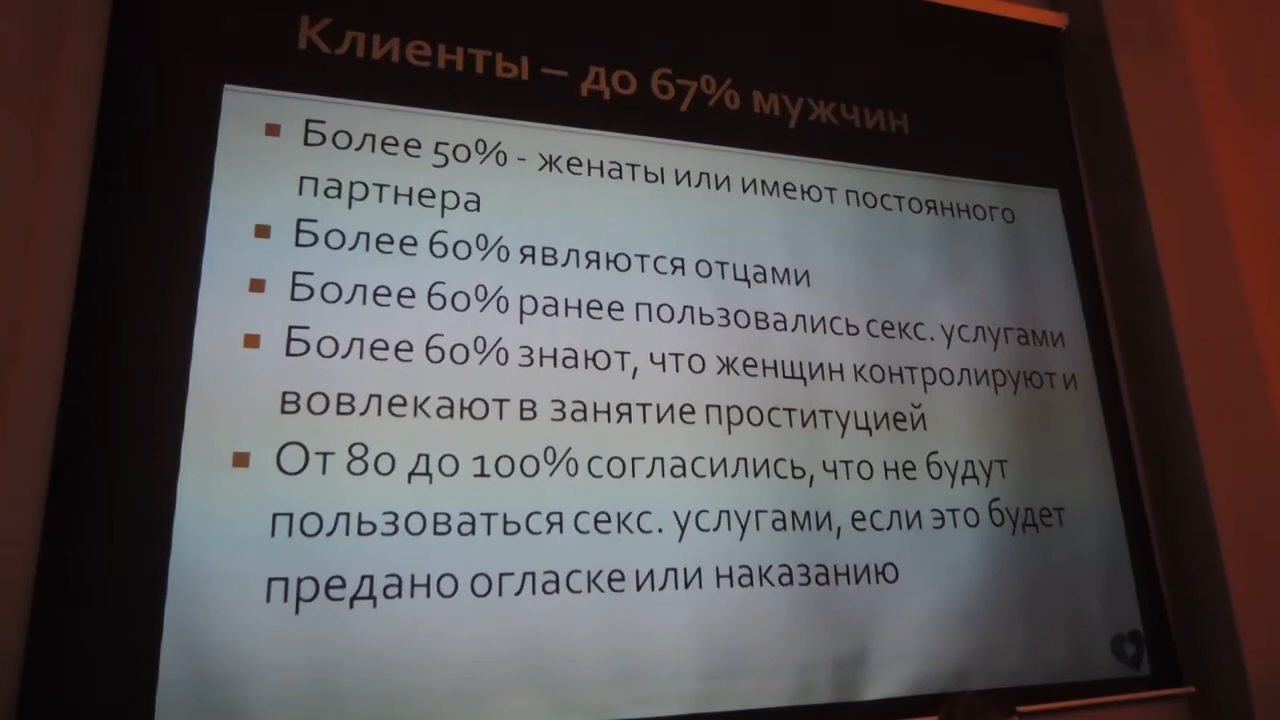 Клиенты – до 67% мужчин
▪ Более 50% - женаты или имеют постоянного
партнера
▪ Более 60% являются отцами
▪ Более 60% ранее пользовались секс. услугами
▪ Более 60% знают, что женщин контролируют и
вовлекают в занятие проституцией
▪ От 80 до 100% согласились, что не будут
пользоваться секс. услугами, если это будет
предано огласке или наказанию